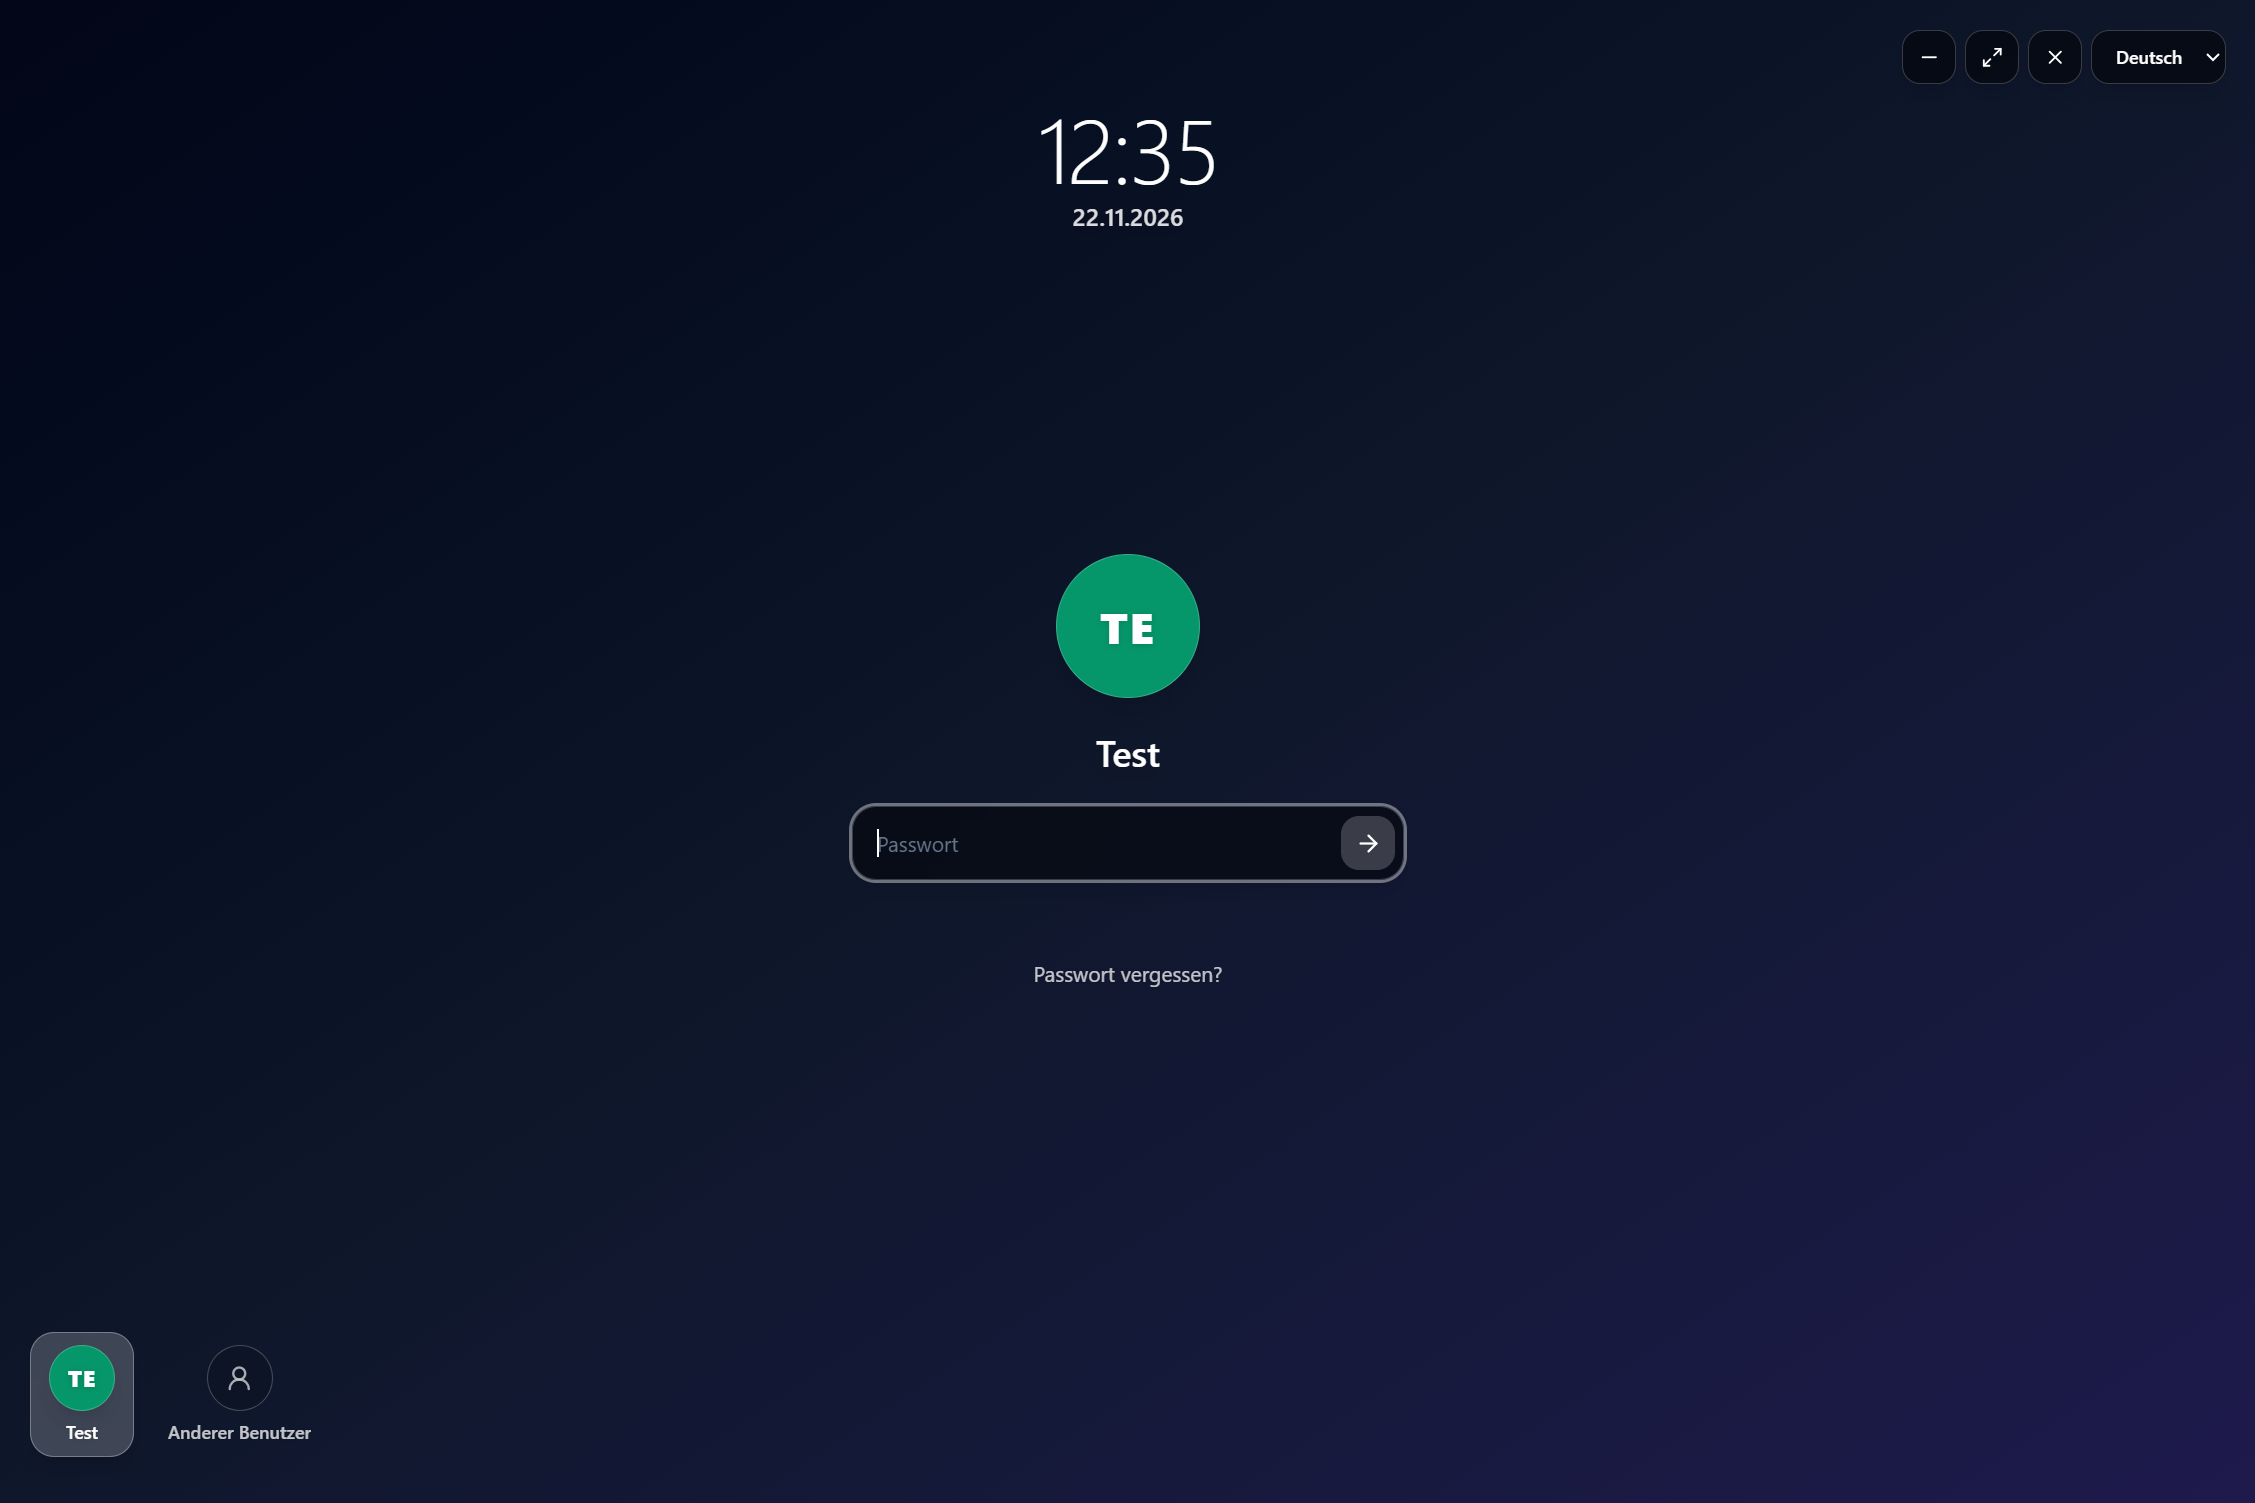 Deutsch
12:35
22.11.2026
TE
Test
Passwort
Passwort vergessen?
TE
Test
Anderer Benutzer